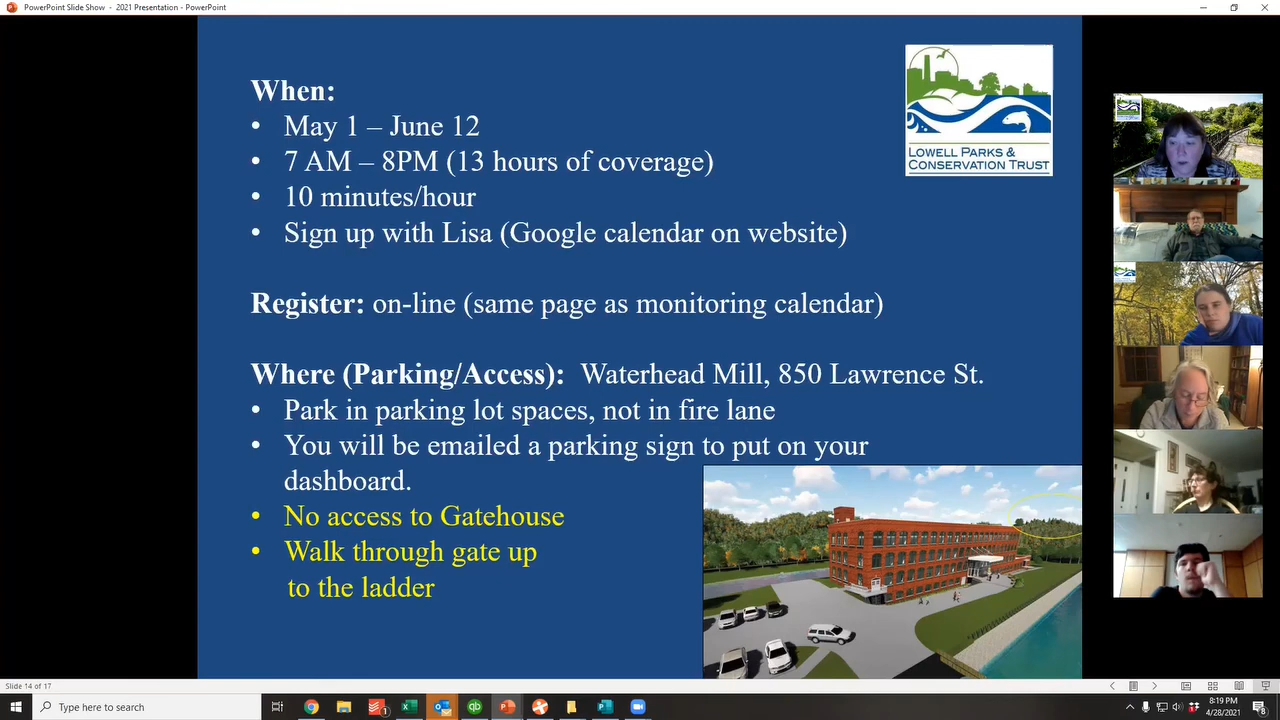 PowerPoint Slide Show - 2021 Presentation - PowerPoint
When:
• May 1 – June 12
• 7 AM – 8PM (13 hours of coverage)
• 10 minutes/hour
• Sign up with Lisa (Google calendar on website)
Register: on-line (same page as monitoring calendar)
Where (Parking/Access): Waterhead Mill, 850 Lawrence St.
• Park in parking lot spaces, not in fire lane
• You will be emailed a parking sign to put on your
dashboard.
• No access to Gatehouse
• Walk through gate up
to the ladder
LOWELL PARKS &
CONSERVATION TRUST
Slide 14 of 17
Type here to search
1
8:19 PM
4/28/2021
8